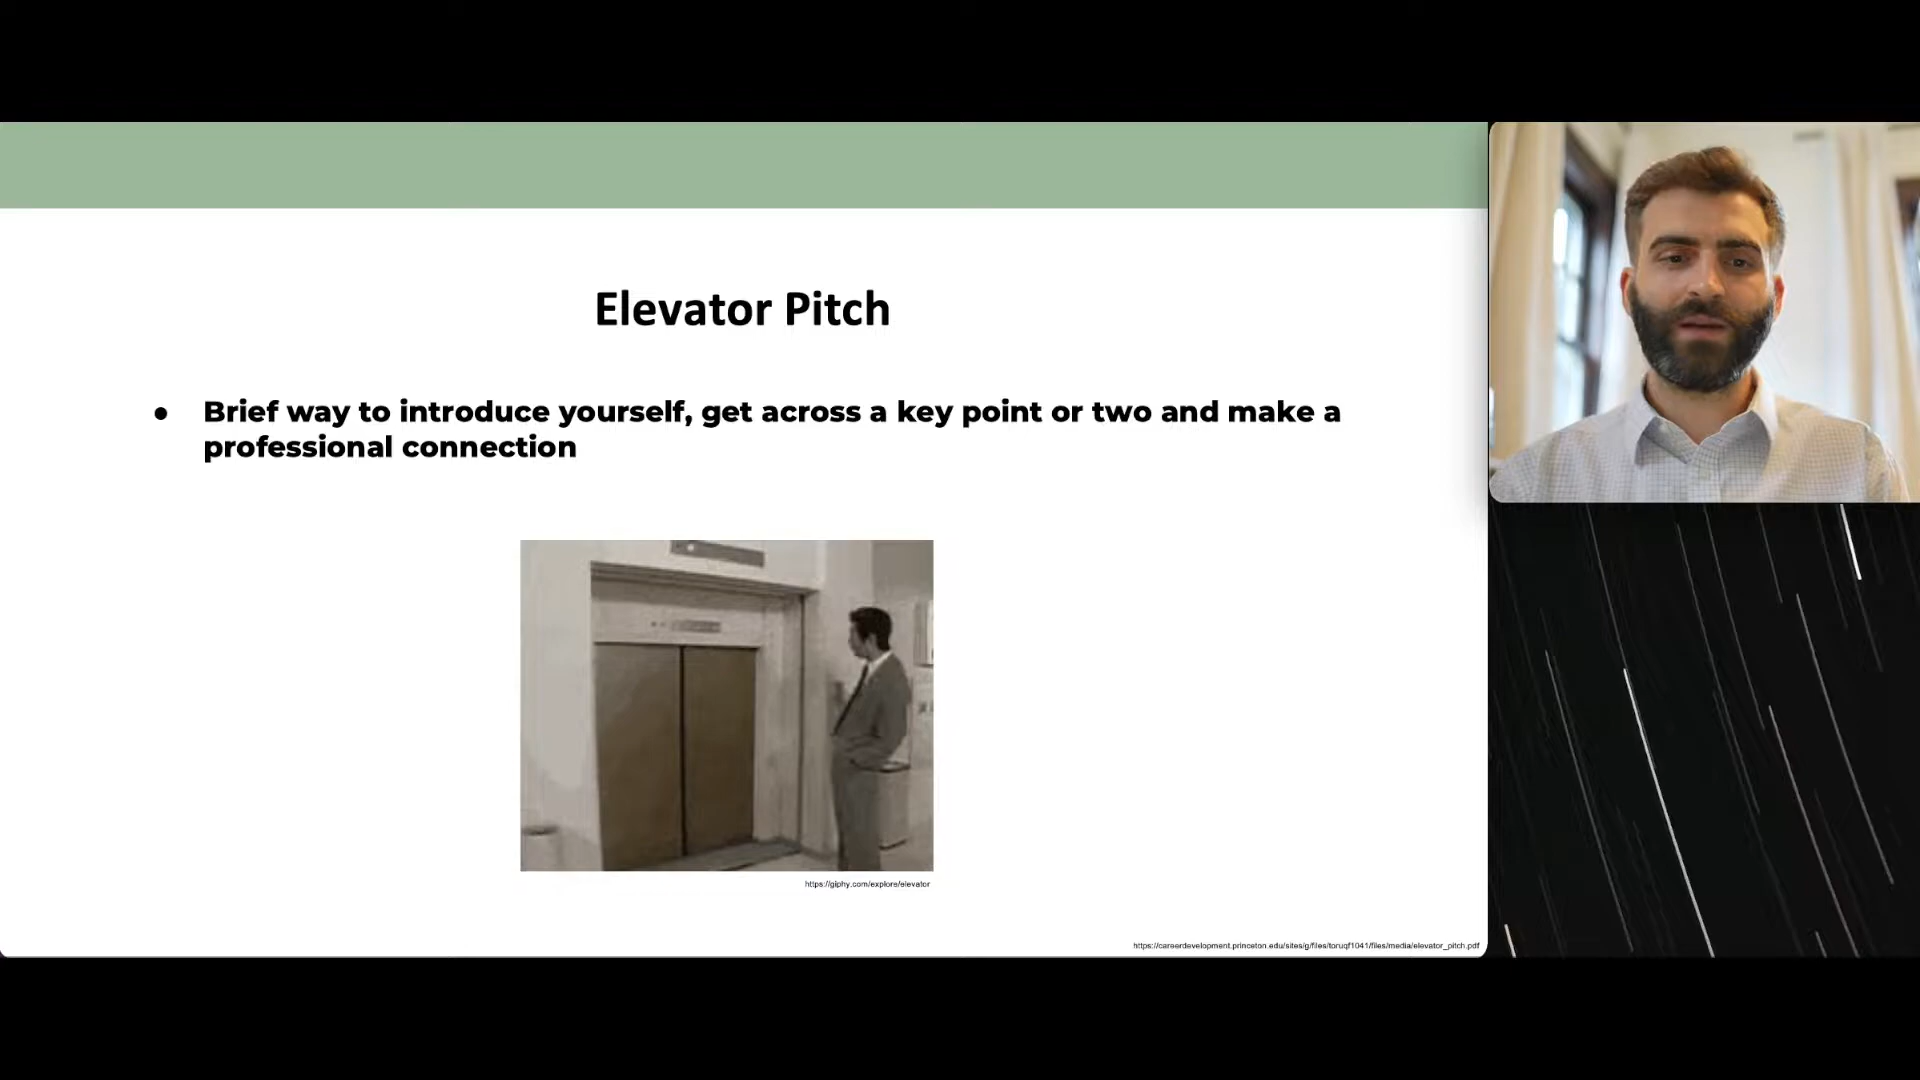 Elevator Pitch
● Brief way to introduce yourself, get across a key point or two and make a
professional connection
https://giphy.com/explore/elevator
https://careerdevelopment.princeton.edu/sites/g/files/toruqf1041/files/media/elevator_pitch.pdf